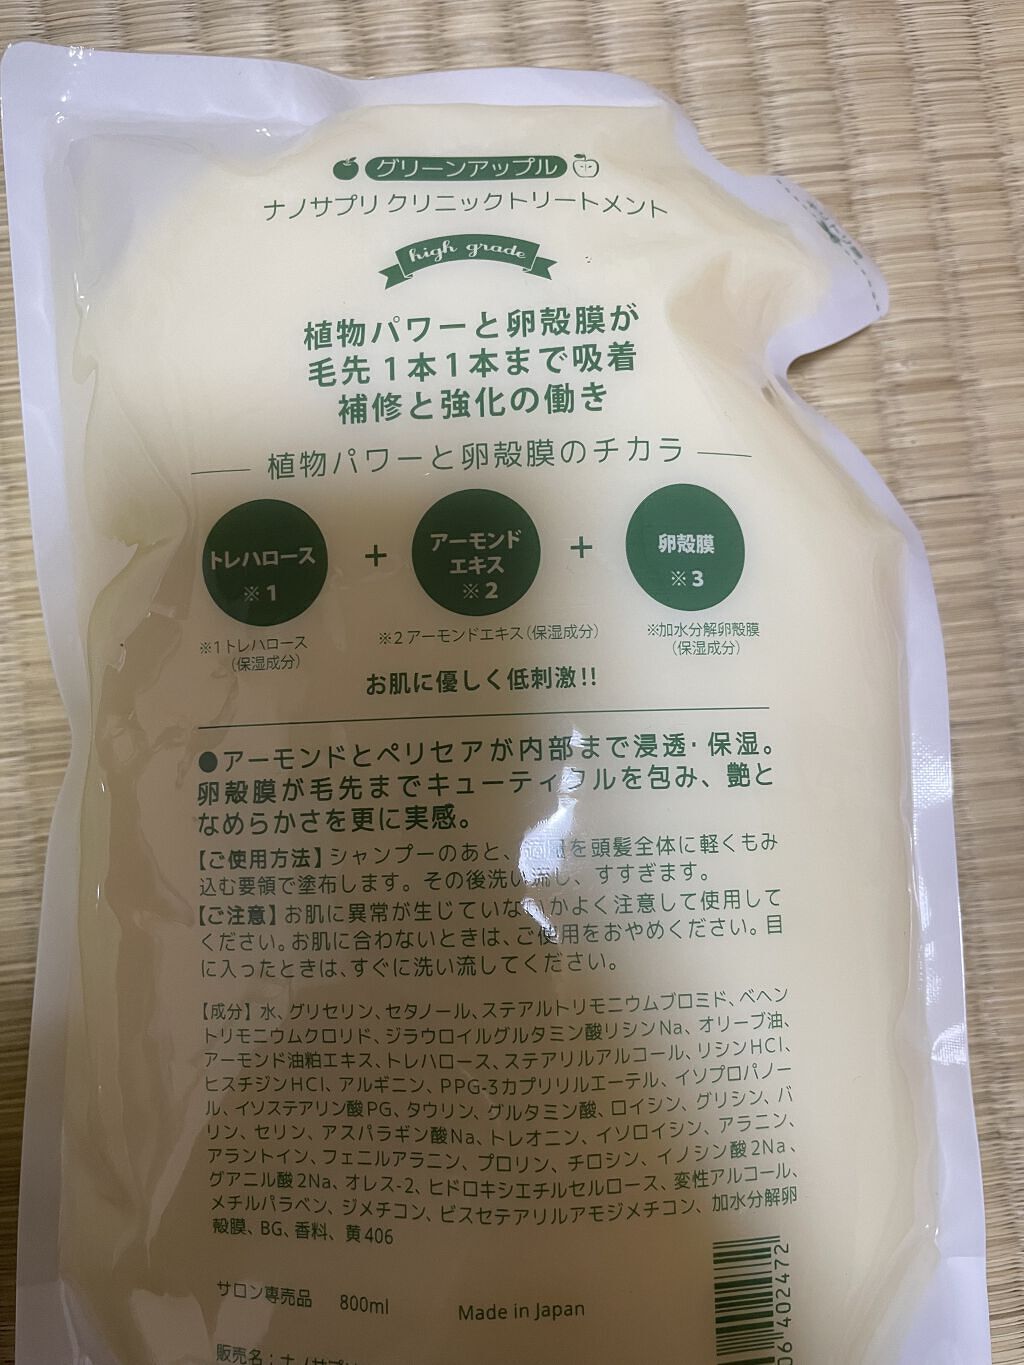 グリーンアップル
ナノサプリ クリニックトリートメント
high grade
植物パワーと卵殻膜が
毛先1本1本まで吸着
補修と強化の働き
植物パワーと卵殻膜のチカラ
トレハロース ※1 + アーモンドエキス ※2 + 卵殻膜 ※3
※1トレハロース（保湿成分） ※2アーモンドエキス（保湿成分） ※加水分解卵殻膜（保湿成分）
お肌に優しく低刺激!!
●アーモンドとペリセアが内部まで浸透・保湿。
卵殻膜が毛先までキューティクルを包み、艶と
なめらかさを更に実感。
【ご使用方法】シャンプーのあと、適量を頭髪全体に軽くもみ
込む要領で塗布します。その後洗い流し、すすぎます。
【ご注意】お肌に異常が生じていないかよく注意して使用して
ください。お肌に合わないときは、ご使用をおやめください。目
に入ったときは、すぐに洗い流してください。
【成分】水、グリセリン、セタノール、ステアルトリモニウムブロミド、ベヘン
トリモニウムクロリド、ジラウロイルグルタミン酸リシンNa、オリーブ油、
アーモンド油粕エキス、トレハロース、ステアリルアルコール、リシンHCl、
ヒスチジンHCl、アルギニン、PPG-3カプリリルエーテル、イソプロパノー
ル、イソステアリン酸PG、タウリン、グルタミン酸、ロイシン、グリシン、バ
リン、セリン、アスパラギン酸Na、トレオニン、イソロイシン、アラニン、
アラントイン、フェニルアラニン、プロリン、チロシン、イノシン酸2Na、
グアニル酸2Na、オレス-2、ヒドロキシエチルセルロース、変性アルコール、
メチルパラベン、ジメチコン、ビスセテアリルアモジメチコン、加水分解卵
殻膜、BG、香料、黄406
サロン専売品 800ml Made in Japan
06402472
販売名：ナノサプリ